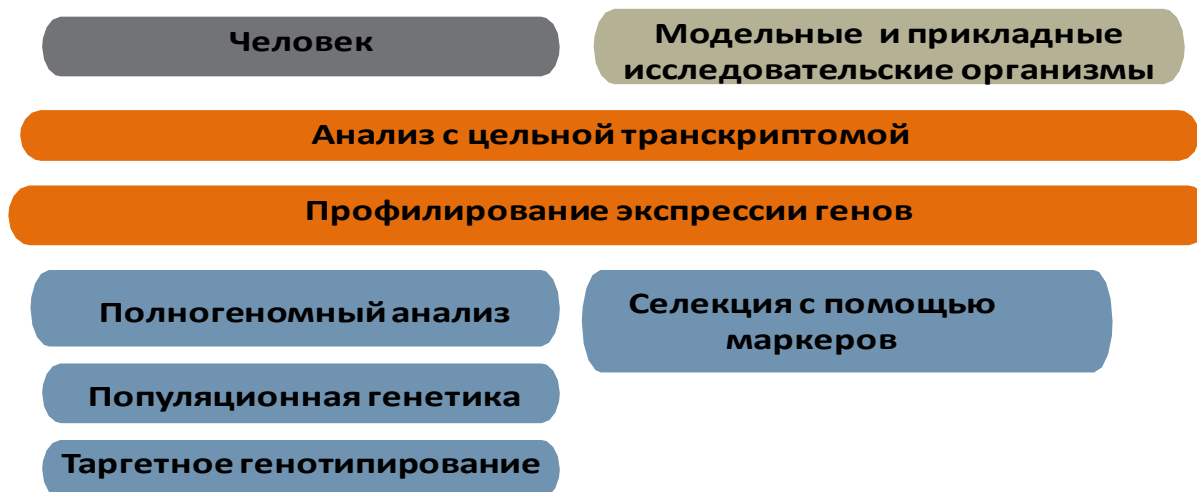 Человек
Модельные и прикладные
исследовательские организмы
Анализ с цельной транскриптомой
Профилирование экспрессии генов
Полногеномный анализ
Селекция с помощью
маркеров
Популяционная генетика
Таргетное генотипирование